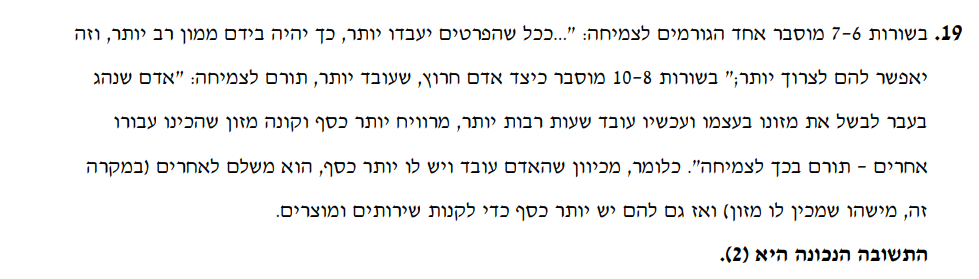 19. בשורות 6-7 מוסבר אחד הגורמים לצמיחה: "...ככל שהפרטים יעבדו יותר, כך יהיה בידם ממון רב יותר, וזה
יאפשר להם לצרוך יותר;" בשורות 8-10 מוסבר כיצד אדם חרוץ, שעובד יותר, תורם לצמיחה: "אדם שנהג
בעבר לבשל את מזונו בעצמו ועכשיו עובד שעות רבות יותר, מרוויח יותר כסף וקונה מזון שהכינו עבורו
אחרים - תורם בכך לצמיחה". כלומר, מכיוון שהאדם עובד ויש לו יותר כסף, הוא משלם לאחרים (במקרה
זה, מישהו שמכין לו מזון) ואז גם להם יש יותר כסף כדי לקנות שירותים ומוצרים.
התשובה הנכונה היא (2).